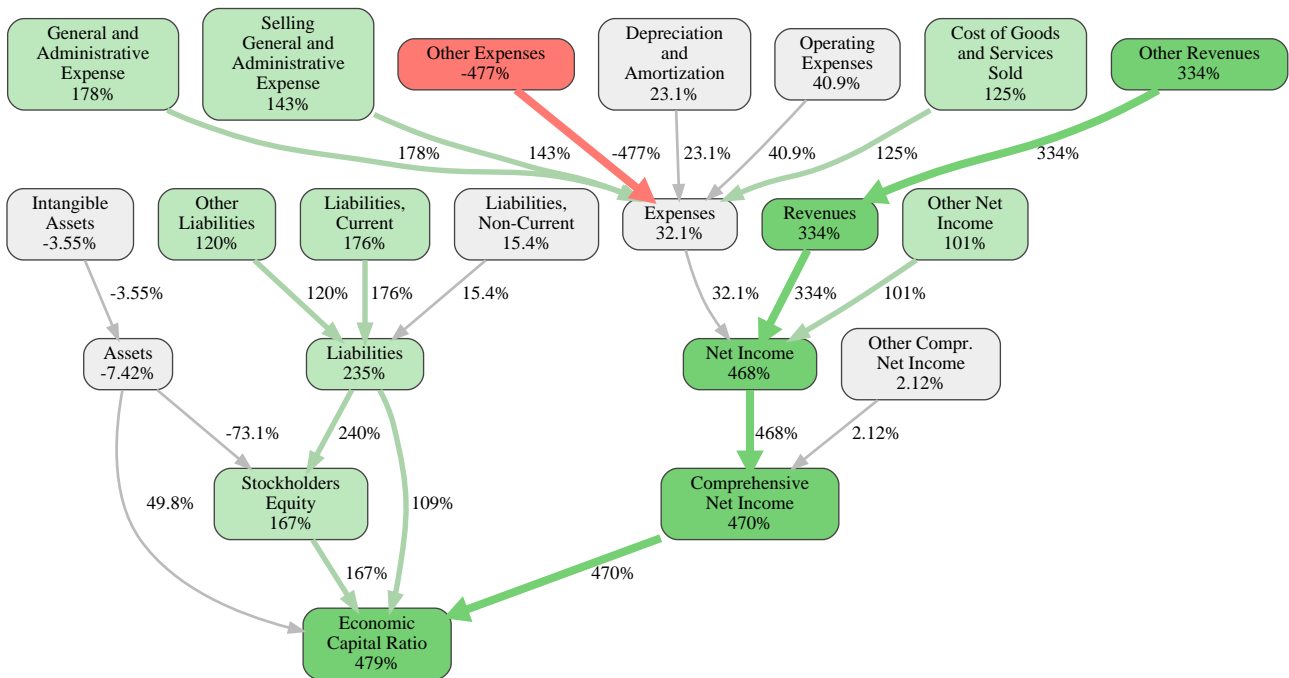 General and
Administrative
Expense
178%
Selling
General and
Administrative
Expense
143%
Other Expenses
-477%
Depreciation
and
Amortization
23.1%
Operating
Expenses
40.9%
Cost of Goods
and Services
Sold
125%
Other Revenues
334%
178%
143%
-477%
23.1%
40.9%
125%
334%
Intangible
Assets
-3.55%
Other
Liabilities
120%
Liabilities,
Current
176%
Liabilities,
Non-Current
15.4%
Expenses
32.1%
Revenues
334%
Other Net
Income
101%
-3.55%
120%
176%
15.4%
32.1%
334%
101%
Assets
-7.42%
Liabilities
235%
Net Income
468%
Other Compr.
Net Income
2.12%
-73.1%
240%
468%
2.12%
49.8%
Stockholders
Equity
167%
109%
Comprehensive
Net Income
470%
167%
470%
Economic
Capital Ratio
479%